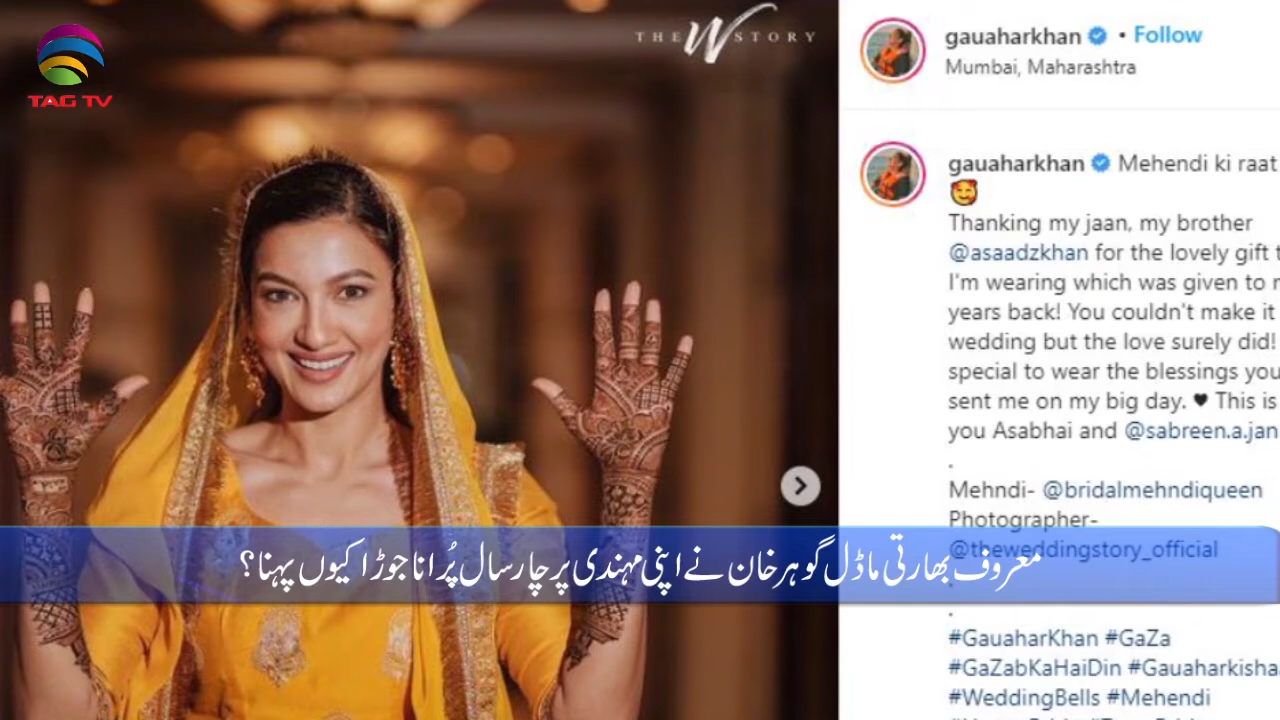 THE W STORY
TAG TV
gauaharkhan • Follow
Mumbai, Maharashtra
gauaharkhan Mehendi ki raat
Thanking my jaan, my brother
@asaadzkhan for the lovely gift
I'm wearing which was given to
years back! You couldn't make it
wedding but the love surely did!
special to wear the blessings you
sent me on my big day. ♥ This is
you Asabhai and @sabreen.a.jan
.
Mehndi- @bridalmehndiqueen
Photographer-
@theweddingstory_official
معروف بھارتی ماڈل گوہر خان نے اپنی مہندی پر چار سال پُرانا جوڑا کیوں پہنا؟
.
#GauaharKhan #GaZa
#GaZabKaHaiDin
#WeddingBells #Mehendi